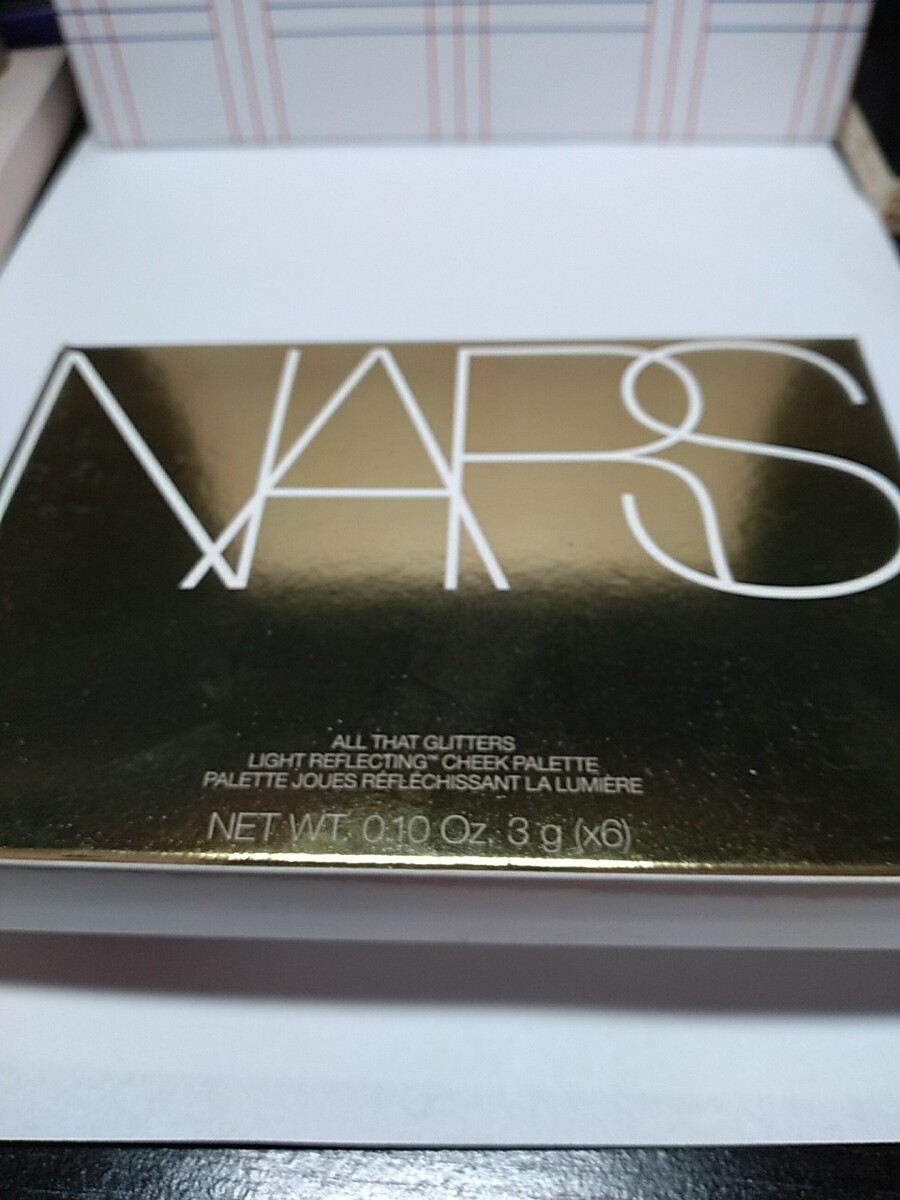 NARS
ALL THAT GLITTERS
LIGHT REFLECTING™ CHEEK PALETTE
PALETTE JOUES RÉFLÉCHISSANT LA LUMIÈRE
NET WT. 0.10 Oz. 3 g (x6)